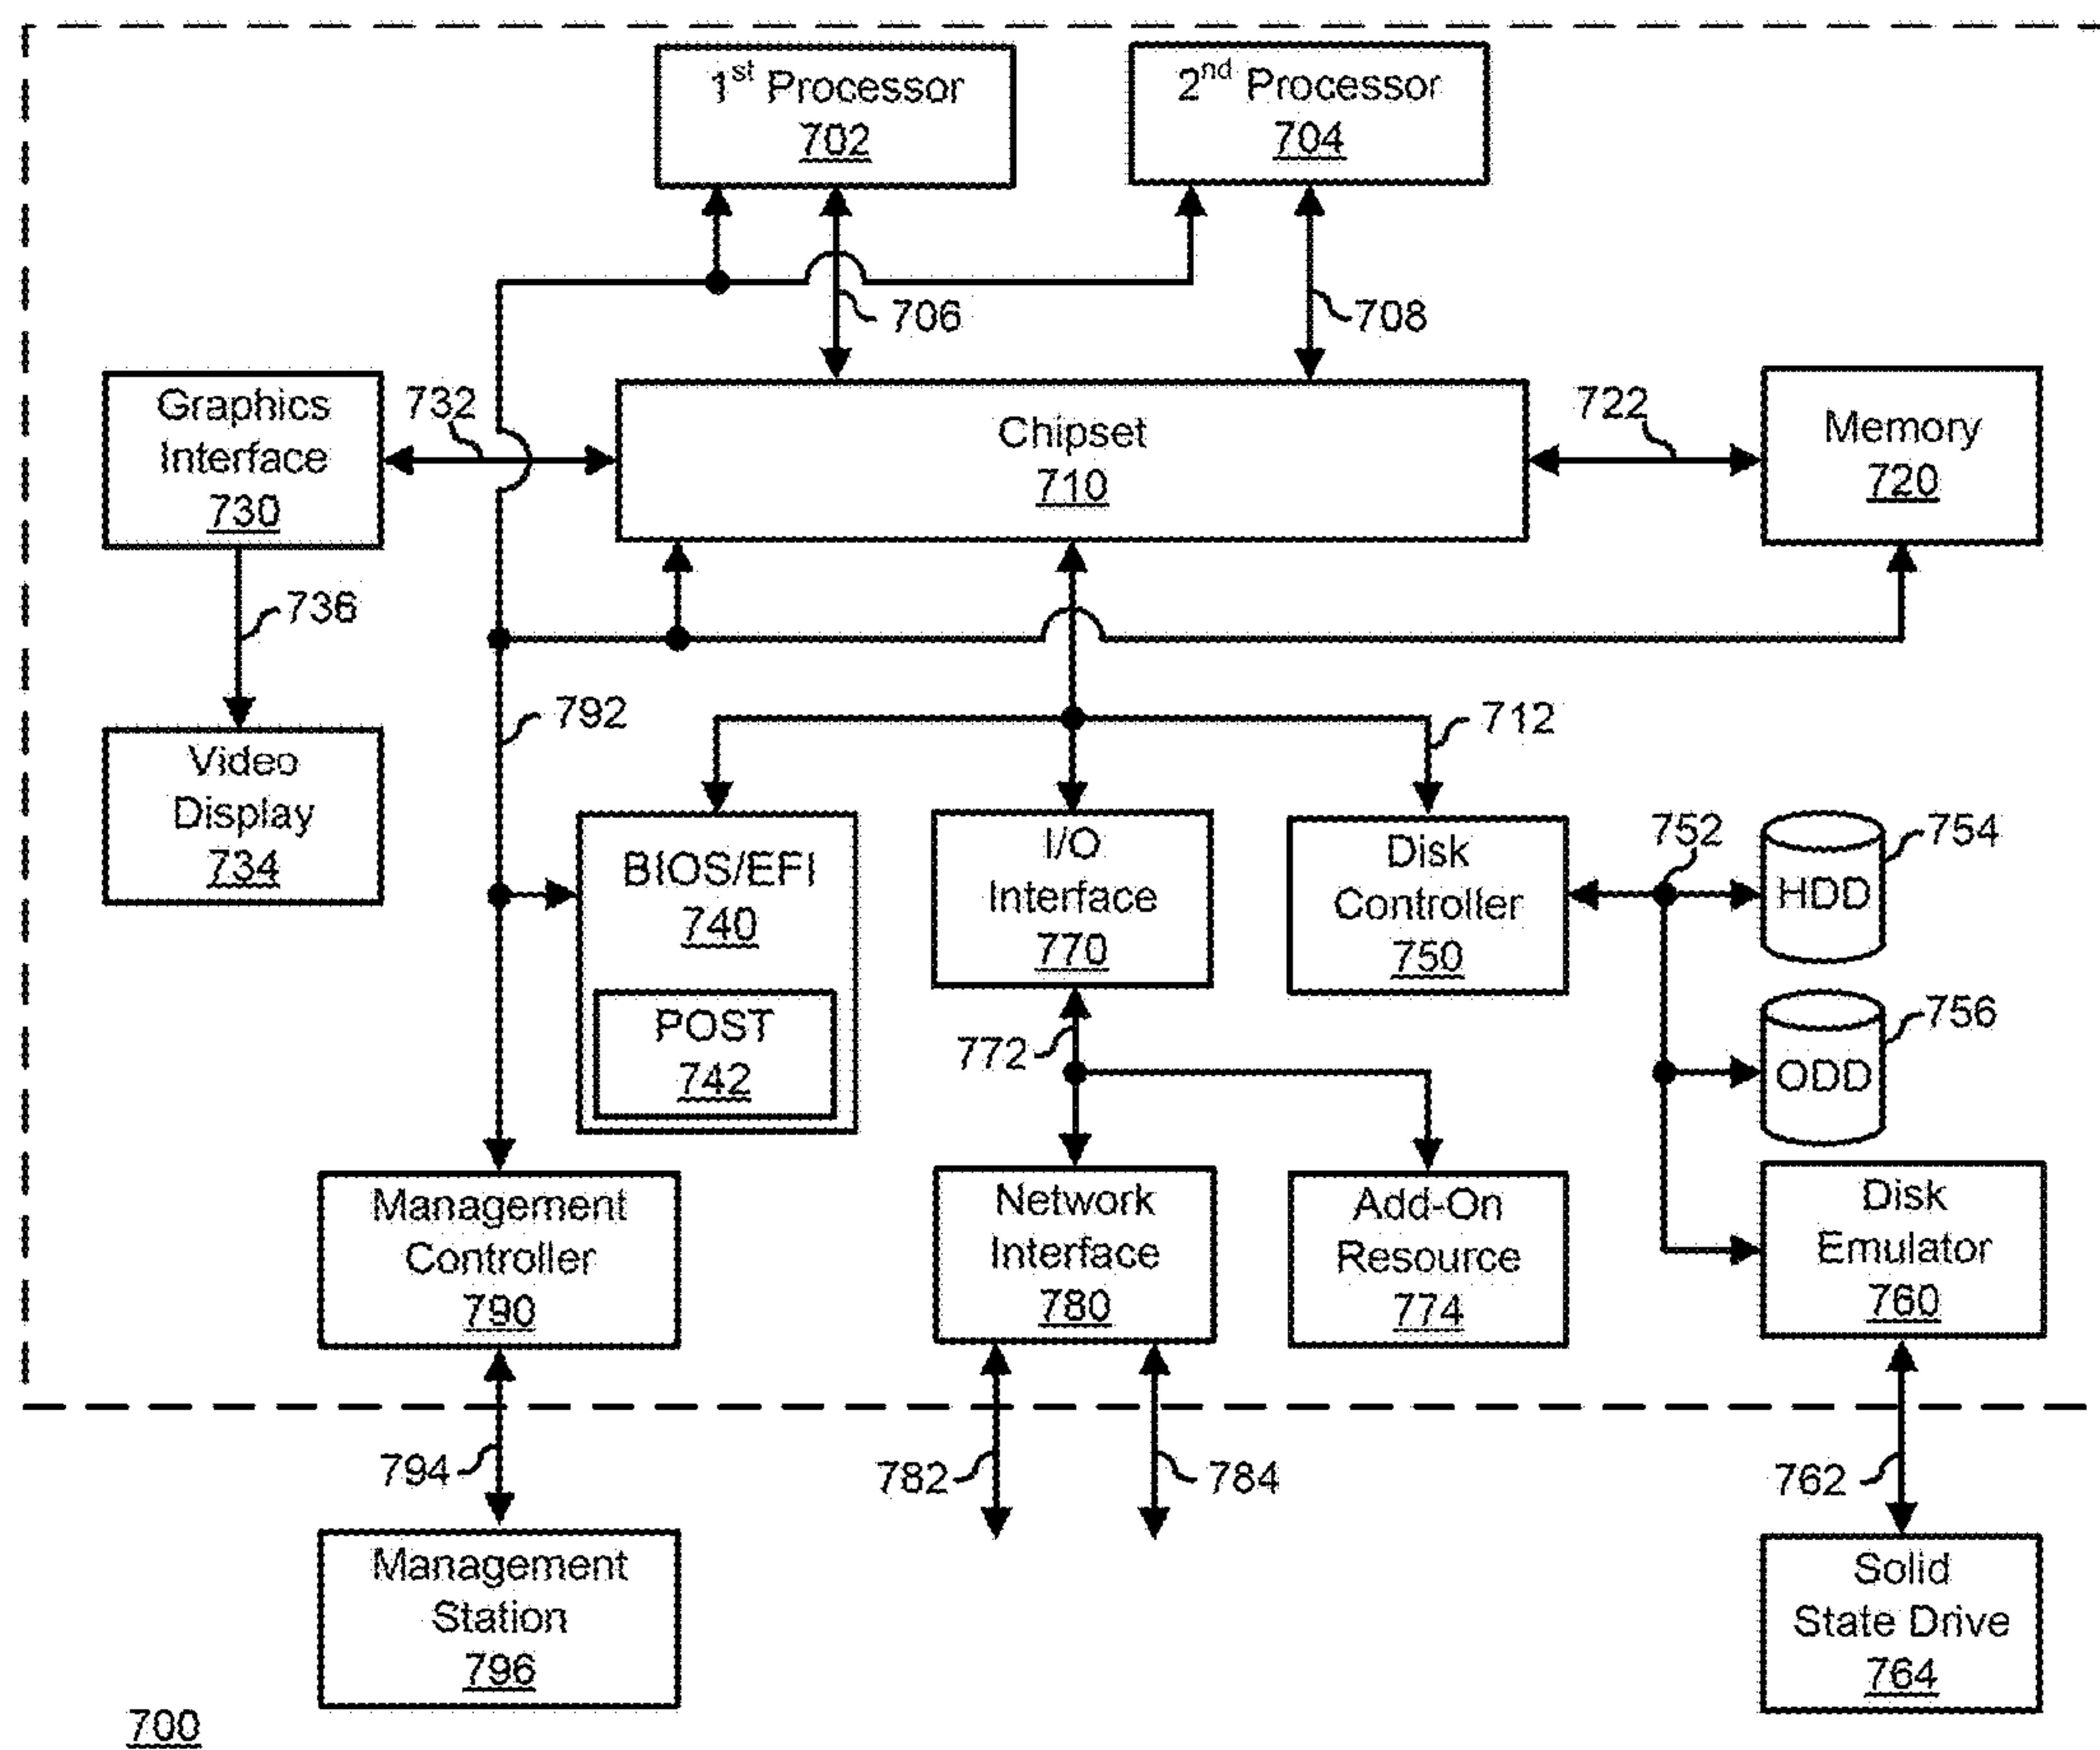 1st Processor
702
2nd Processor
704
706
708
Graphics
Interface
730
732
Chipset
710
722
Memory
720
736
792
712
Video
Display
734
BIOS/EFI
740
POST
742
I/O
Interface
770
Disk
Controller
750
752
HDD
754
ODD
756
772
Management
Controller
790
Network
Interface
780
Add-On
Resource
774
Disk
Emulator
760
794
782
784
762
Management
Station
796
Solid
State Drive
764
700